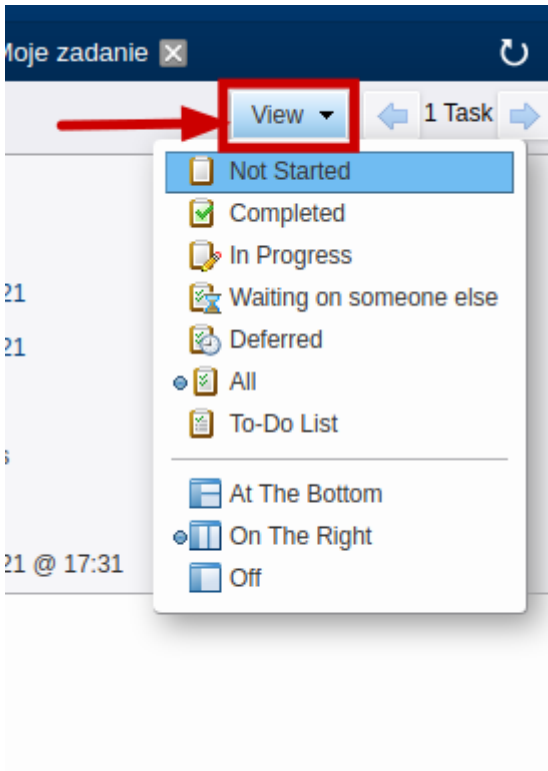 Moje zadanie
View
1 Task
Not Started
Completed
In Progress
21
Waiting on someone else
21
Deferred
All
To-Do List
s
At The Bottom
On The Right
21 @ 17:31
Off